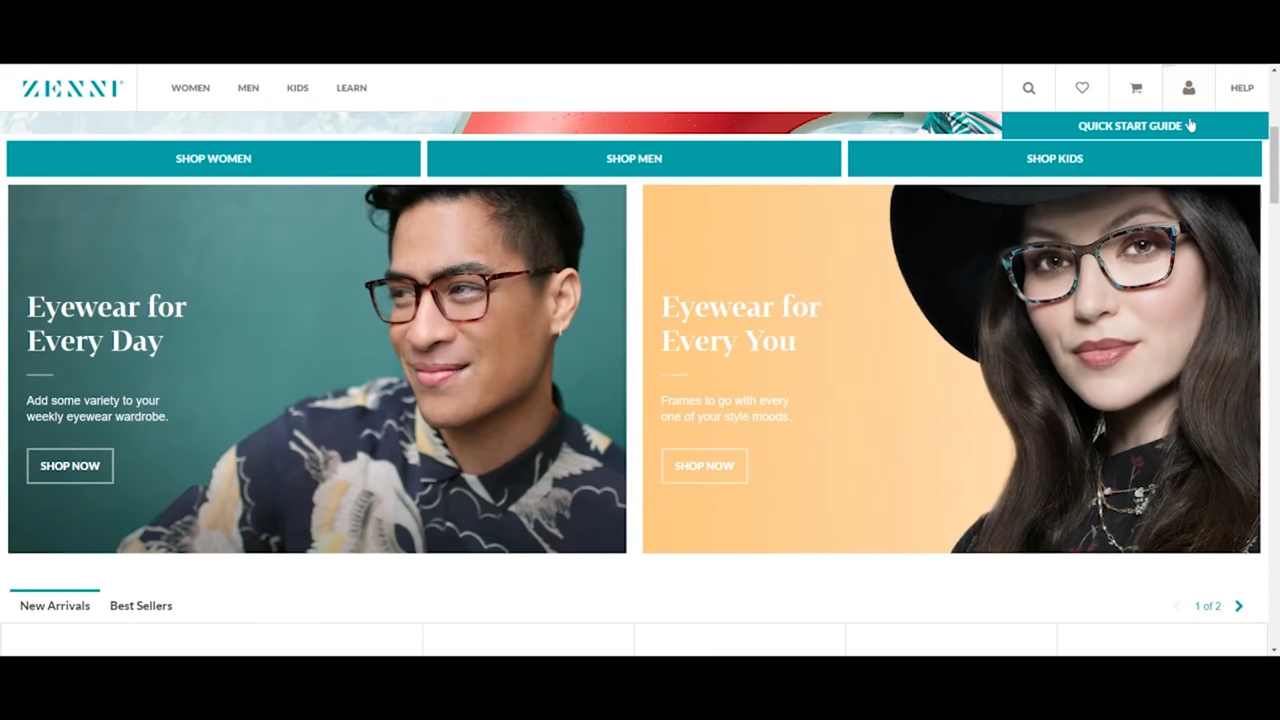 ZENNI®
WOMEN MEN KIDS LEARN
HELP
QUICK START GUIDE
SHOP WOMEN
SHOP MEN
SHOP KIDS
Eyewear for
Every Day
Add some variety to your
weekly eyewear wardrobe.
SHOP NOW
Eyewear for
Every You
Frames to go with every
one of your style moods.
SHOP NOW
New Arrivals Best Sellers
1 of 2